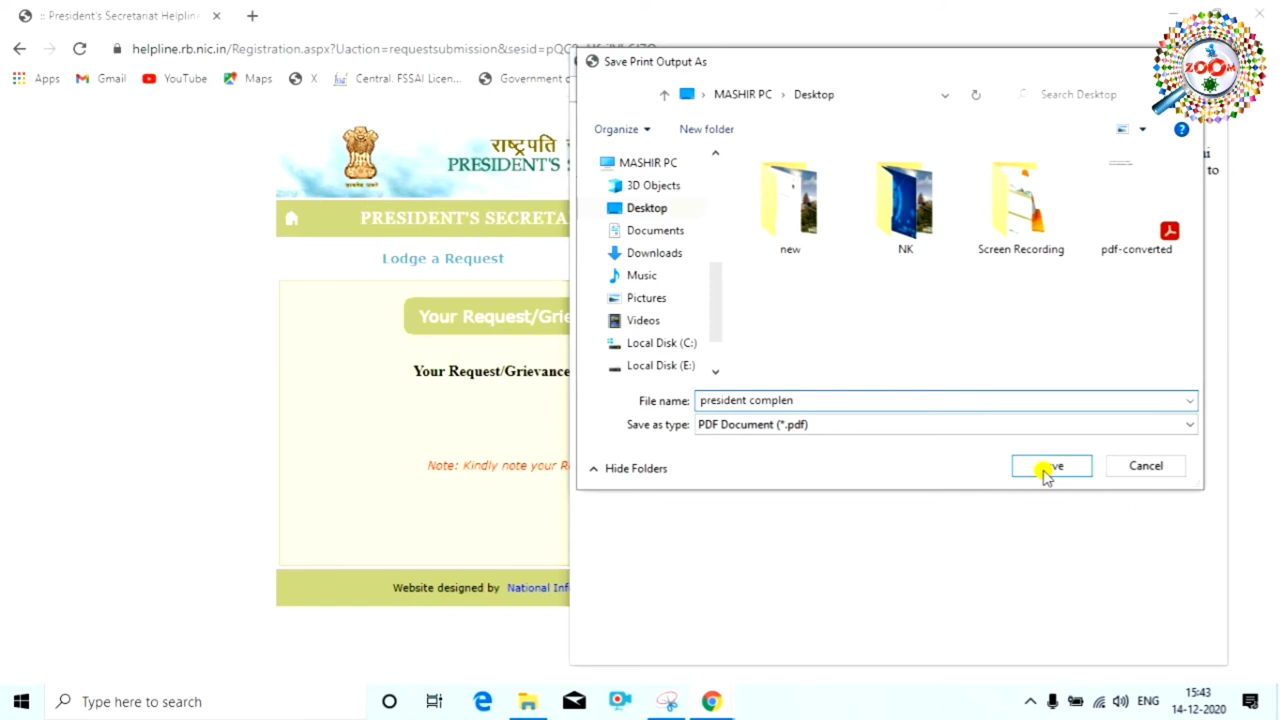 :: President's Secretariat Helpline
helpline.rb.nic.in/Registration.aspx?Uaction=requestsubmission&sesid=
Apps Gmail YouTube Maps X Central. FSSAI Licen... Government
राष्ट्रपति
PRESIDENT'S
PRESIDENT'S SECRETA
Lodge a Request
Your Request/Grie
Your Request/Grievance
Note: Kindly note your R
Website designed by National Inf
Save Print Output As
MASHIR PC › Desktop
Search Desktop
Organize New folder
MASHIR PC
3D Objects
Desktop
Documents
Downloads
Music
Pictures
Videos
Local Disk (C:)
Local Disk (E:)
new NK Screen Recording pdf-converted
File name: president complen
Save as type: PDF Document (*.pdf)
Hide Folders
Cancel
ZOOM
to
Type here to search
ENG
15:43
14-12-2020